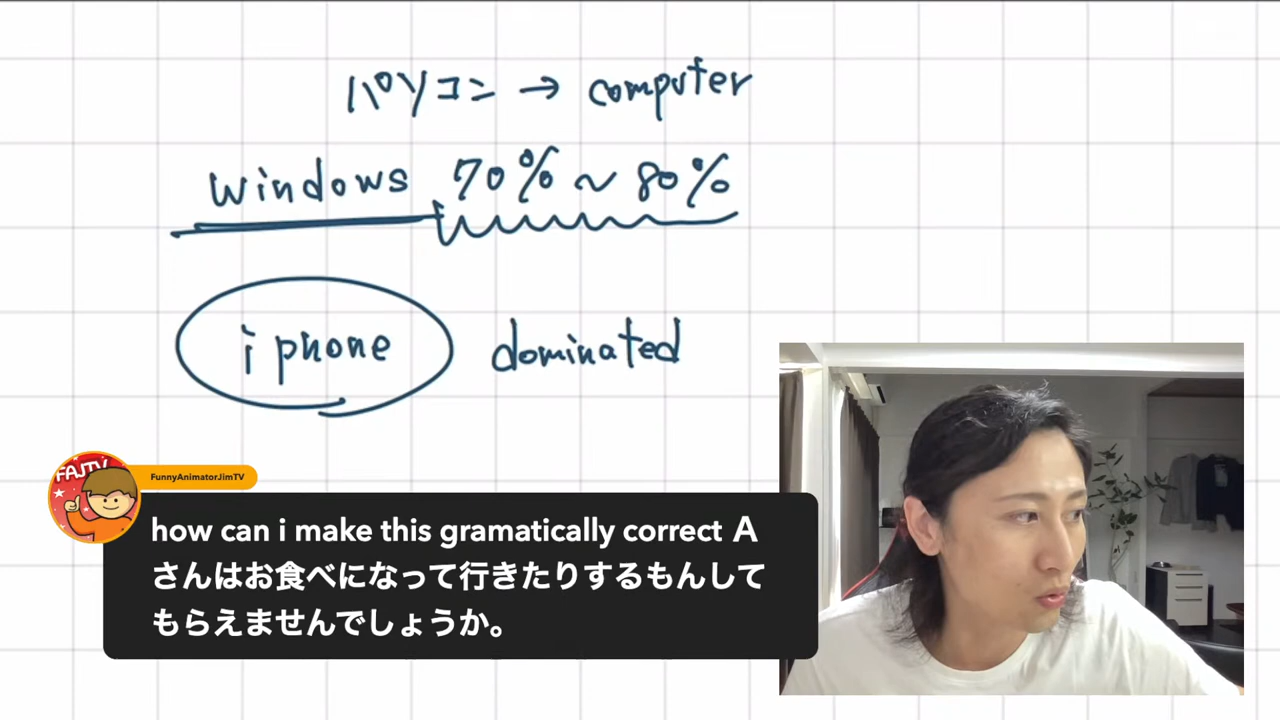 パソコン → computer
windows 70% ~ 80%
iphone dominated
FAJTV
FunnyAnimatorJimTV
how can i make this gramatically correct A
さんはお食べになって行きたりするもんして
もらえませんでしょうか。